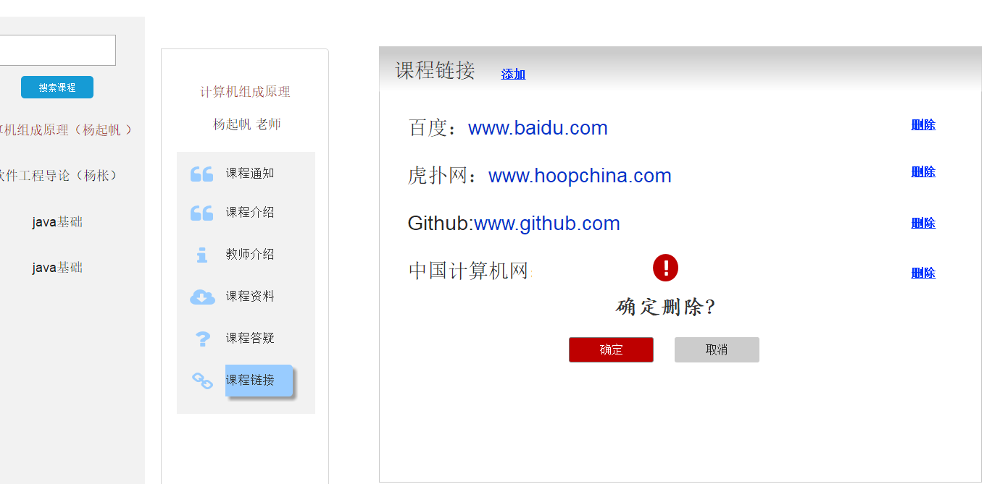 搜索课程
机组成原理（杨起帆 ）
件工程导论（杨枨）
java基础
java基础
计算机组成原理
杨起帆 老师
课程通知
课程介绍
教师介绍
课程资料
课程答疑
课程链接
课程链接 添加
百度：www.baidu.com 删除
虎扑网：www.hoopchina.com 删除
Github:www.github.com 删除
中国计算机网 删除
确定删除?
确定 取消